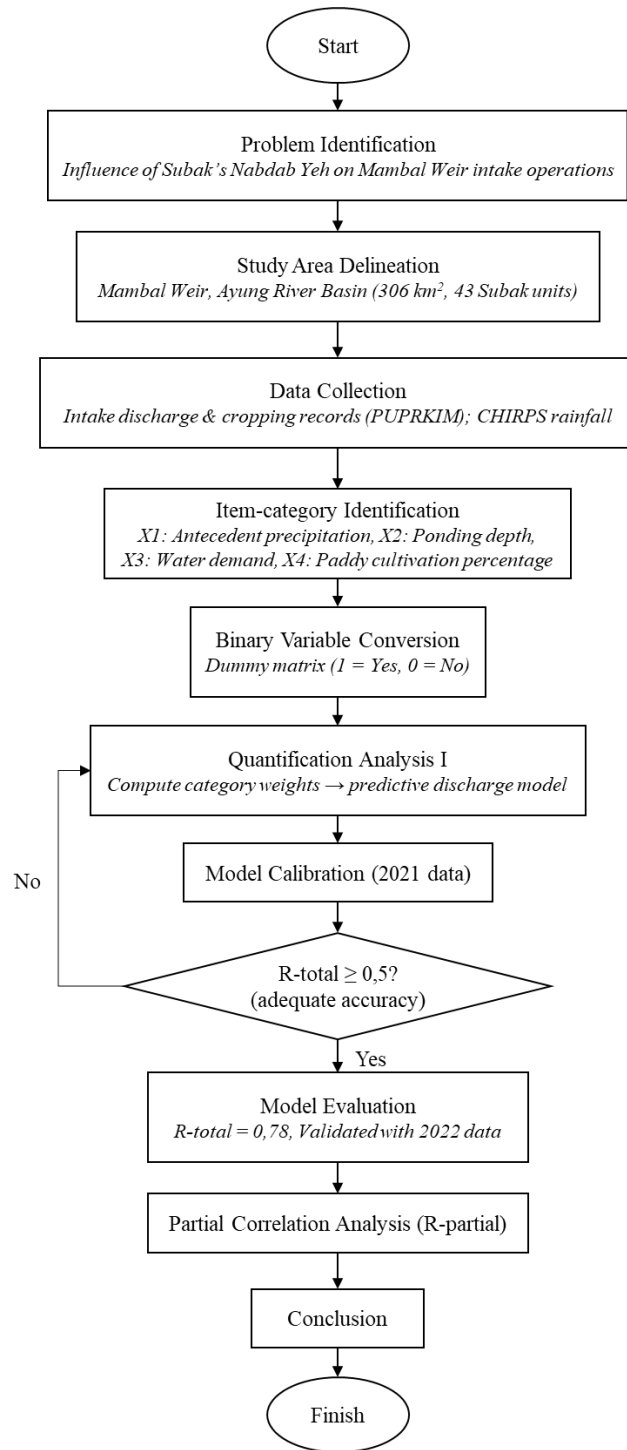 Start
Problem Identification
Influence of Subak's Nabdab Yeh on Mambal Weir intake operations
Study Area Delineation
Mambal Weir, Ayung River Basin (306 km², 43 Subak units)
Data Collection
Intake discharge & cropping records (PUPRKIM); CHIRPS rainfall
Item-category Identification
X1: Antecedent precipitation, X2: Ponding depth,
X3: Water demand, X4: Paddy cultivation percentage
Binary Variable Conversion
Dummy matrix (1 = Yes, 0 = No)
Quantification Analysis I
Compute category weights → predictive discharge model
Model Calibration (2021 data)
No
R-total ≥ 0,5?
(adequate accuracy)
Yes
Model Evaluation
R-total = 0,78, Validated with 2022 data
Partial Correlation Analysis (R-partial)
Conclusion
Finish